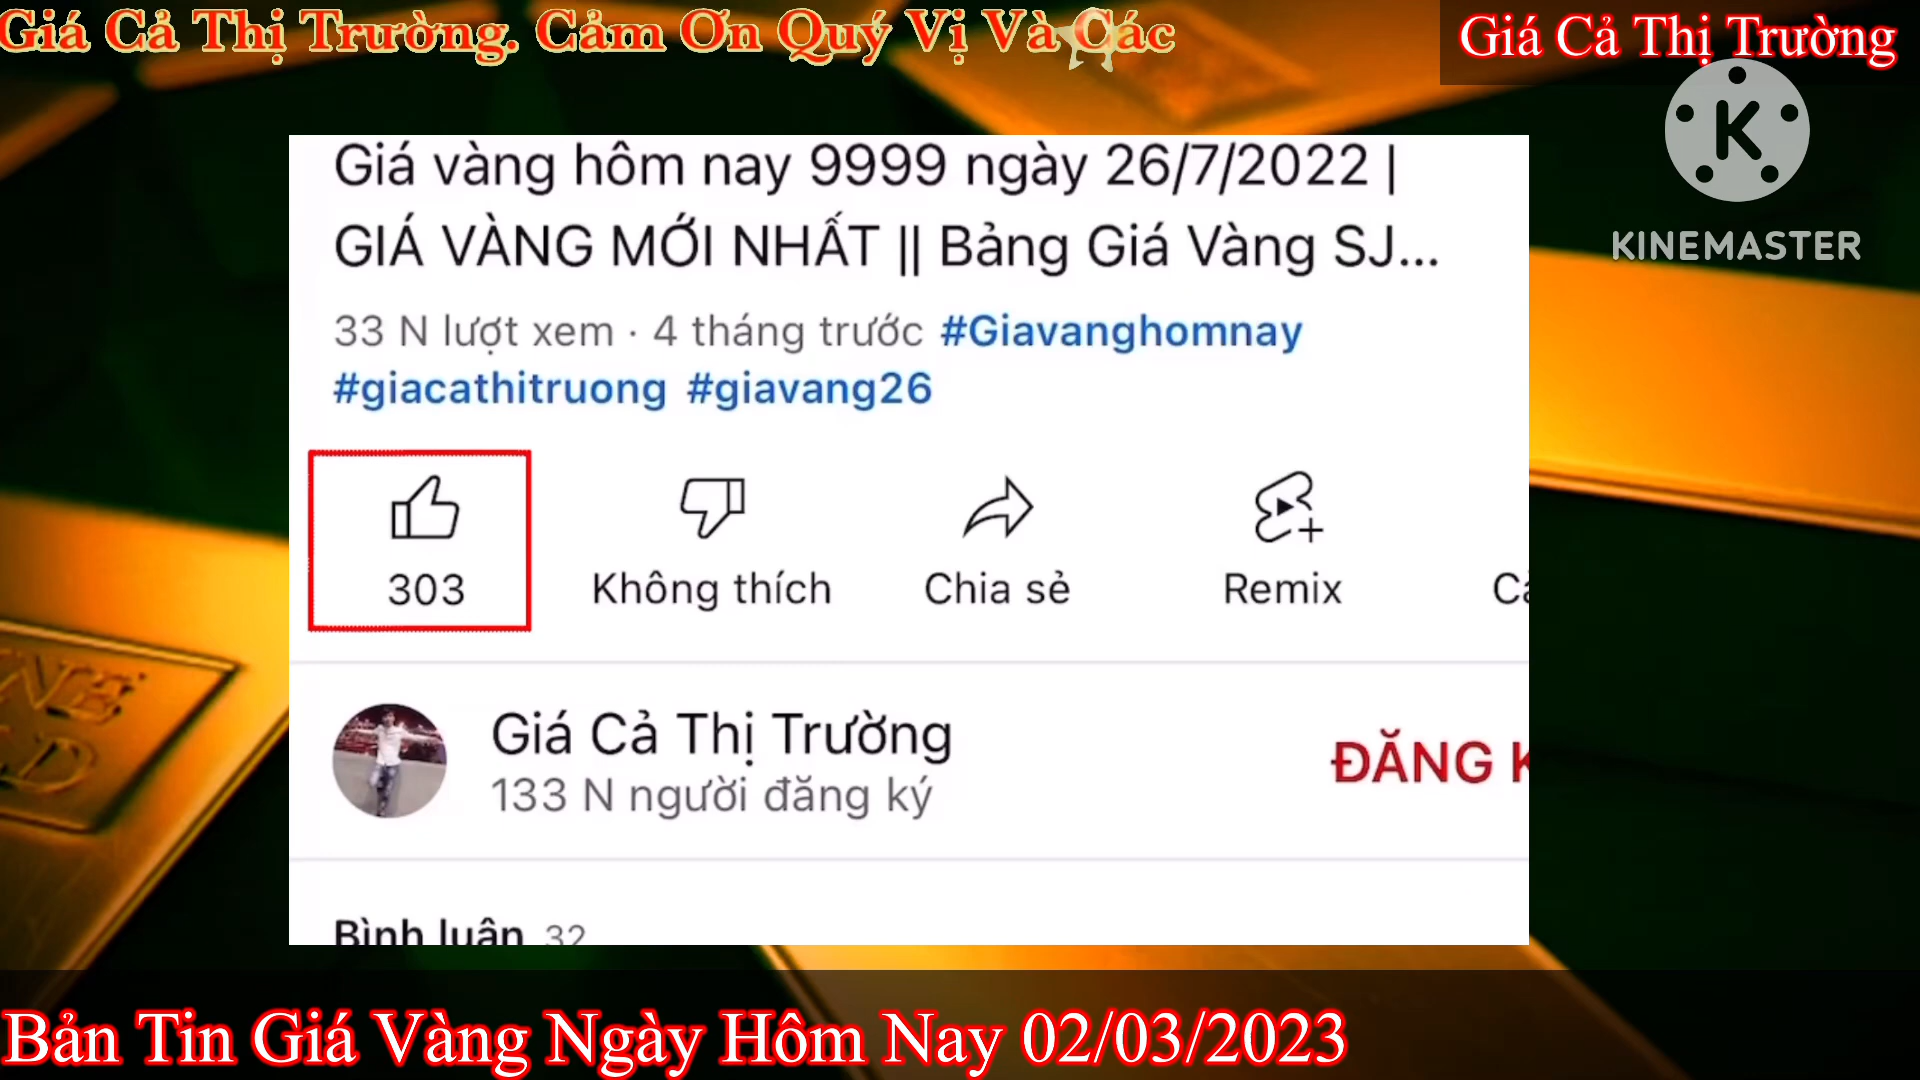 Giá Cả Thị Trường. Cảm Ơn Quý Vị Và Các
Giá Cả Thị Trường
K
KINEMASTER
Giá vàng hôm nay 9999 ngày 26/7/2022 |
GIÁ VÀNG MỚI NHẤT || Bảng Giá Vàng SJ...
33 N lượt xem · 4 tháng trước #Giavanghomnay
#giacathitruong #giavang26
303
Không thích
Chia sẻ
Remix
Giá Cả Thị Trường
133 N người đăng ký
ĐĂNG
Bình luận 32
Bản Tin Giá Vàng Ngày Hôm Nay 02/03/2023